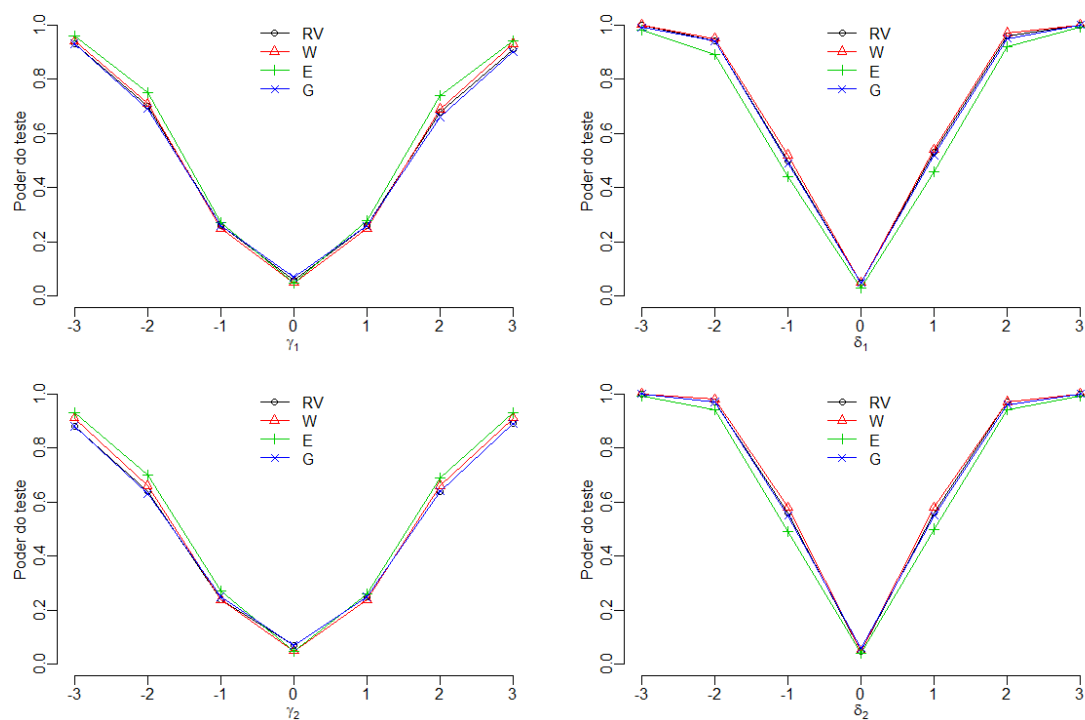 Poder do teste
1.0
0.8
0.6
0.4
0.2
0.0
RV
W
E
G
-3 -2 -1 0 1 2 3
γ1
Poder do teste
1.0
0.8
0.6
0.4
0.2
0.0
RV
W
E
G
-3 -2 -1 0 1 2 3
δ1
Poder do teste
1.0
0.8
0.6
0.4
0.2
0.0
RV
W
E
G
-3 -2 -1 0 1 2 3
γ2
Poder do teste
1.0
0.8
0.6
0.4
0.2
0.0
RV
W
E
G
-3 -2 -1 0 1 2 3
δ2